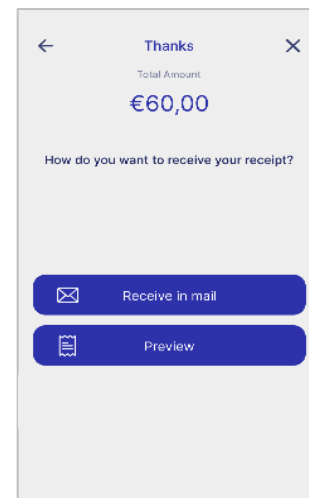 Thanks
Total Amount
€60,00
How do you want to receive your receipt?
Receive in mail
Preview